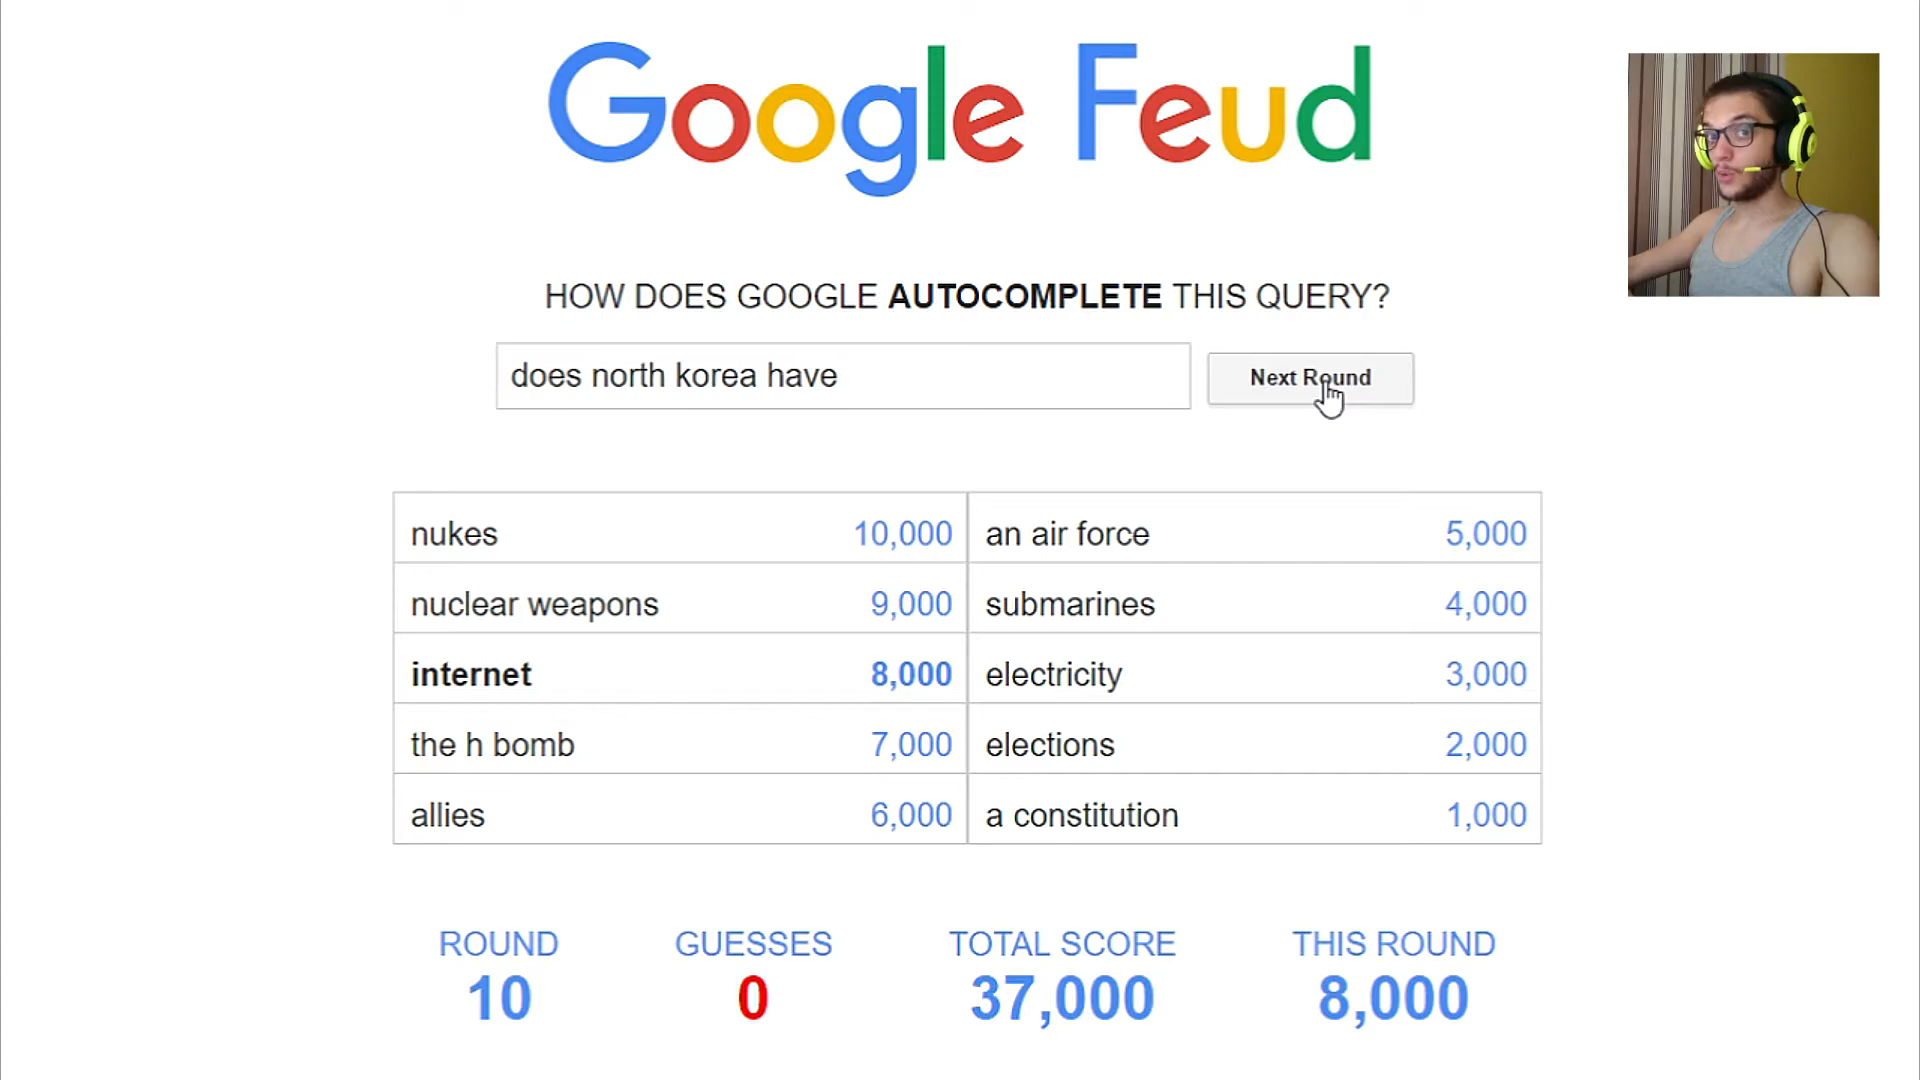 Google Feud
HOW DOES GOOGLE AUTOCOMPLETE THIS QUERY?
does north korea have
Next Round
nukes 10,000 an air force 5,000
nuclear weapons 9,000 submarines 4,000
internet 8,000 electricity 3,000
the h bomb 7,000 elections 2,000
allies 6,000 a constitution 1,000
ROUND GUESSES TOTAL SCORE THIS ROUND
10 0 37,000 8,000